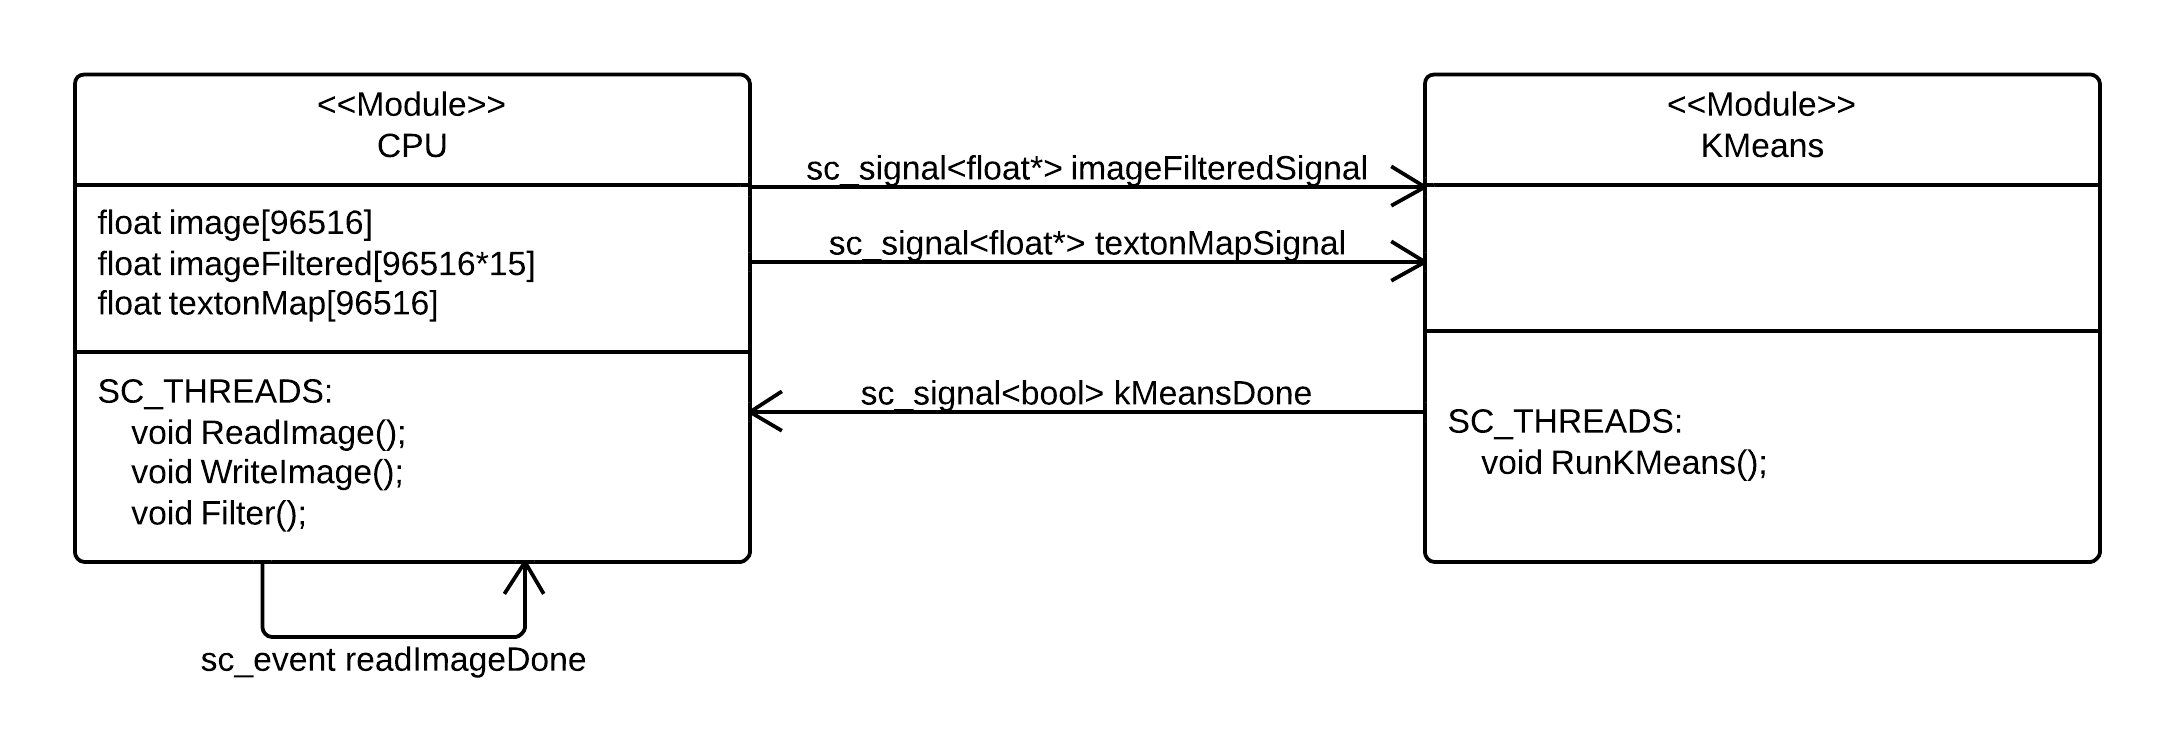 <<Module>>
CPU
float image[96516]
float imageFiltered[96516*15]
float textonMap[96516]
SC_THREADS:
void ReadImage();
void WriteImage();
void Filter();
sc_event readImageDone
sc_signal<float*> imageFilteredSignal
sc_signal<float*> textonMapSignal
sc_signal<bool> kMeansDone
<<Module>>
KMeans
SC_THREADS:
void RunKMeans();